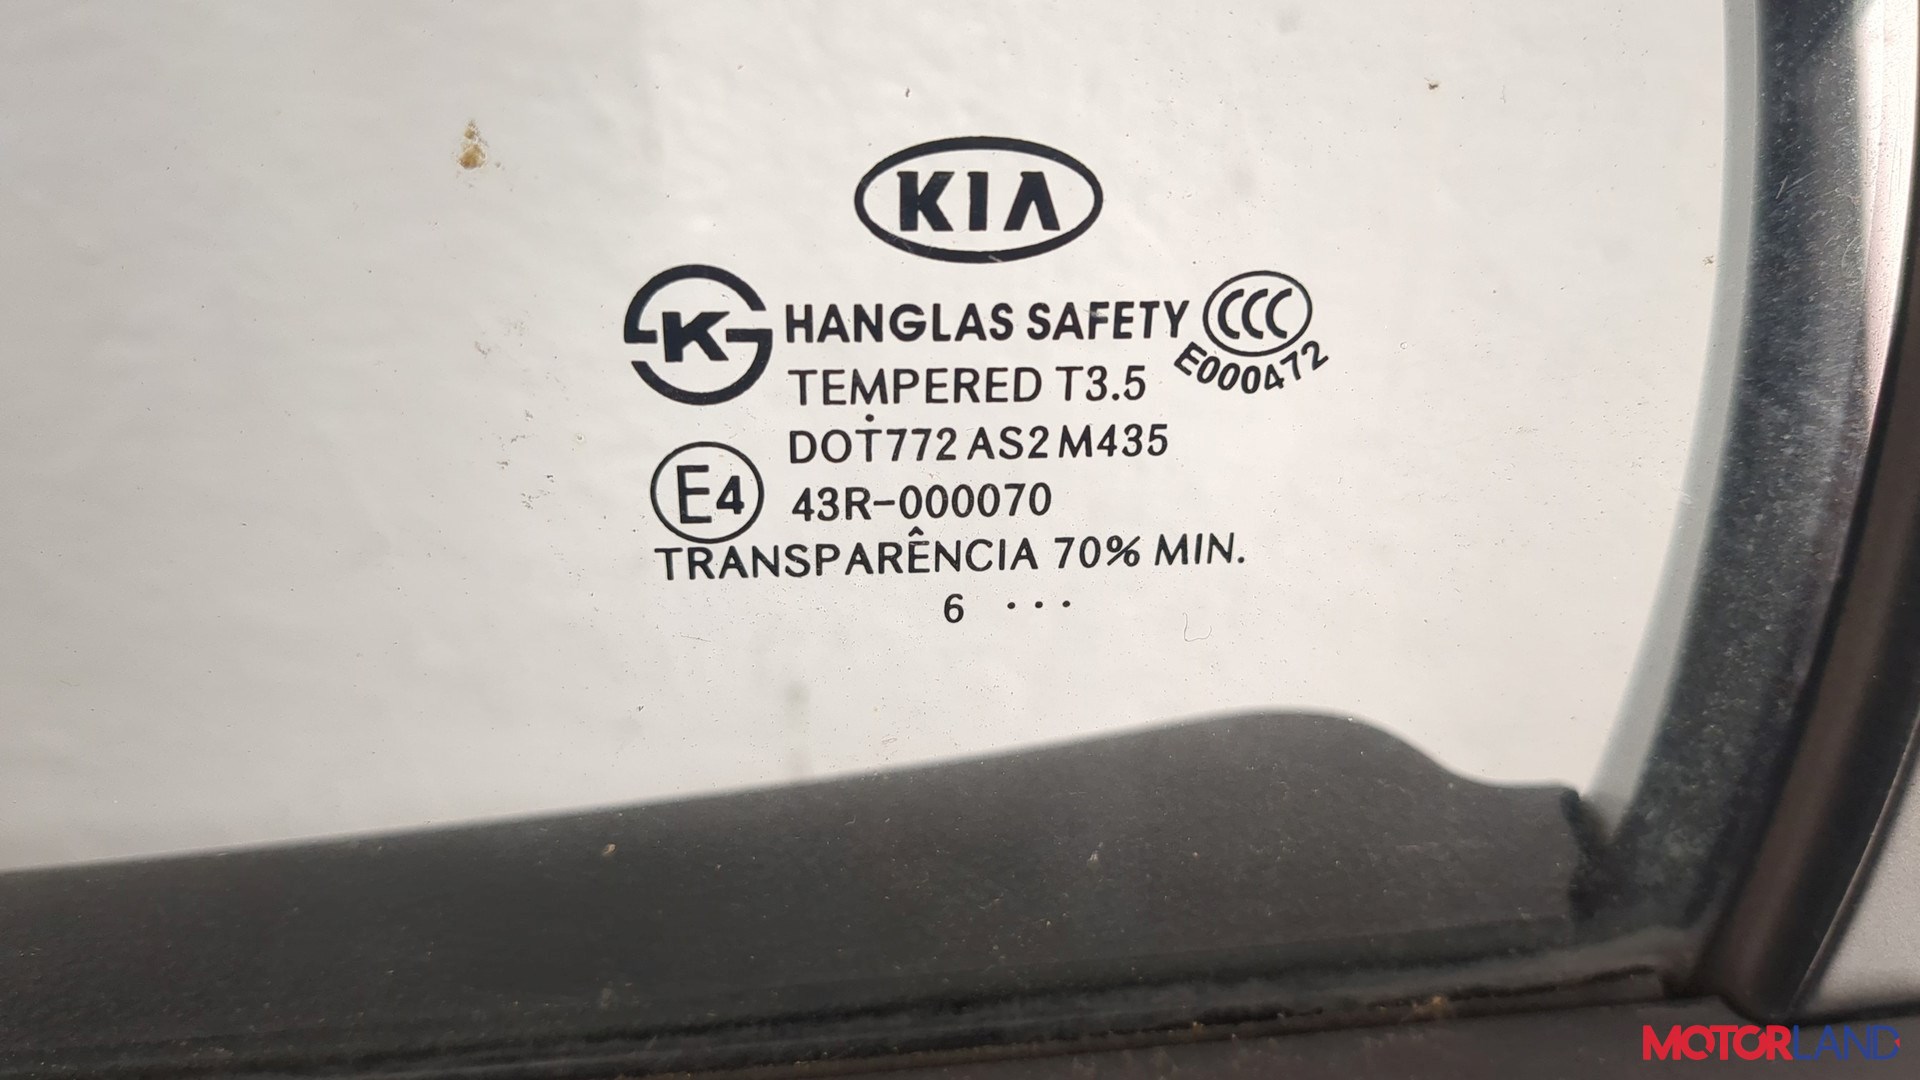 KIA
K HANGLAS SAFETY CCC
TEMPERED T3.5 E000472
DOT772 AS2 M435
E4 43R-000070
TRANSPARÊNCIA 70% MIN.
6 ...
MOTORLAND